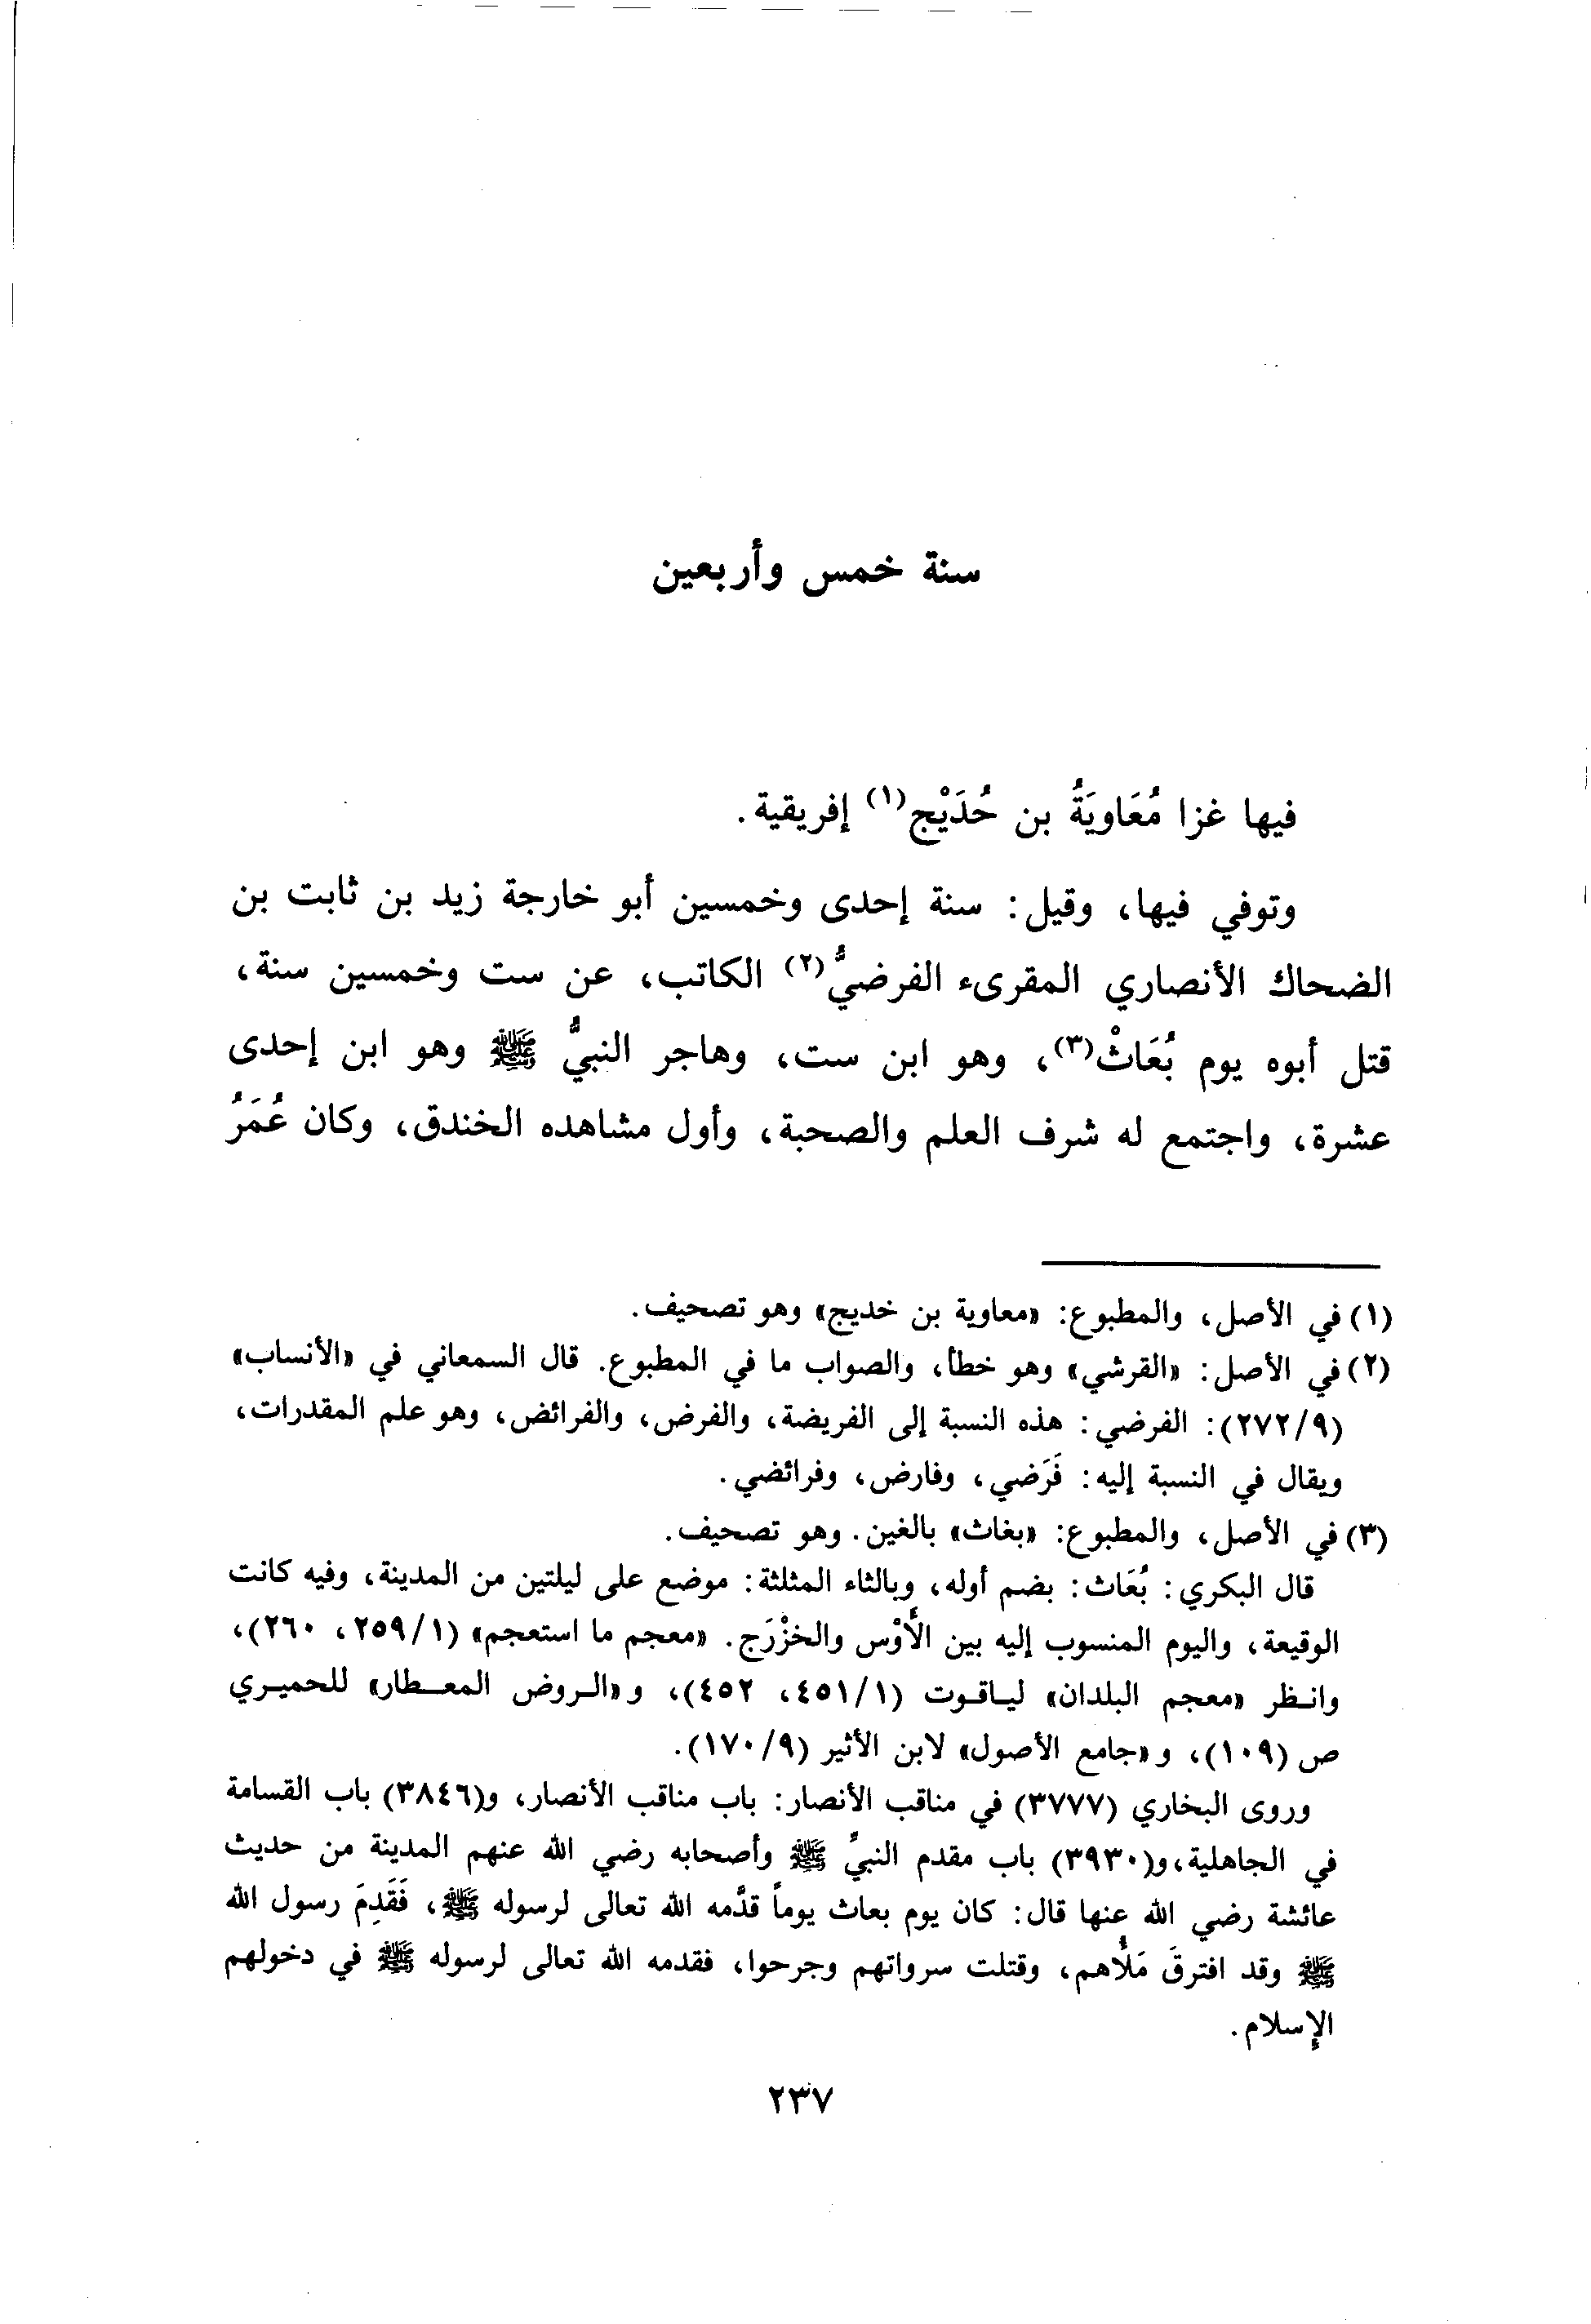 سنة خمس وأربعين
فيها غزا مُعَاوِيَةُ بن حُدَيْج(١) إفريقية.
وتوفي فيها، وقيل: سنة إحدى وخمسين أبو خارجة زيد بن ثابت بن
الضحاك الأنصاري المقرىء الفرضيُّ(٢) الكاتب، عن ست وخمسين سنة،
قتل أبوه يوم بُعَاثْ(٣)، وهو ابن ست، وهاجر النبيُّ ﷺ وهو ابن إحدى
عشرة، واجتمع له شرف العلم والصحبة، وأول مشاهده الخندق، وكان عُمَرُ
(١) في الأصل، والمطبوع: «معاوية بن خديج» وهو تصحيف.
(٢) في الأصل: «القرشي» وهو خطأ، والصواب ما في المطبوع. قال السمعاني في «الأنساب»
(٢٧٢/٩): الفرضي: هذه النسبة إلى الفريضة، والفرض، والفرائض، وهو علم المقدرات،
ويقال في النسبة إليه: فَرَضي، وفارض، وفرائضي.
(٣) في الأصل، والمطبوع: «بغاث» بالغين. وهو تصحيف.
قال البكري: بُعَاث: بضم أوله، وبالثاء المثلثة: موضع على ليلتين من المدينة، وفيه كانت
الوقيعة، واليوم المنسوب إليه بين الأَوْس والخزْرَج. «معجم ما استعجم» (٢٥٩/١، ٢٦٠)،
وانظر «معجم البلدان» لياقوت (٤٥١/١، ٤٥٢)، و«الروض المعطار» للحميري
ص (١٠٩)، و«جامع الأصول» لابن الأثير (١٧٠/٩).
وروى البخاري (٣٧٧٧) في مناقب الأنصار: باب مناقب الأنصار، و(٣٨٤٦) باب القسامة
في الجاهلية،و(٣٩٣٠) باب مقدم النبيِّ ﷺ وأصحابه رضي الله عنهم المدينة من حديث
عائشة رضي الله عنها قال: كان يوم بعاث يوماً قدَّمه الله تعالى لرسوله ﷺ، فَقَدِمَ رسول الله
ﷺ وقد افترقَ مَلَأُهم، وقتلت سرواتهم وجرحوا، فقدمه الله تعالى لرسوله ﷺ في دخولهم
الإسلام.
٢٣٧